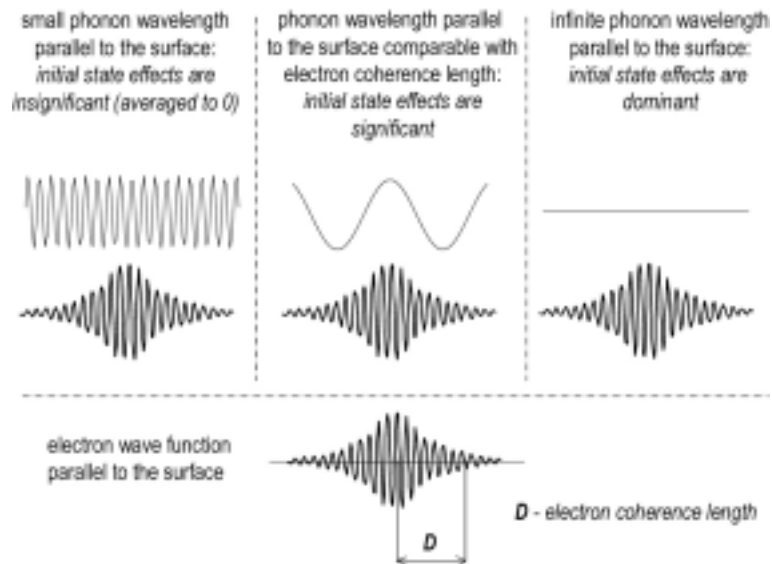 small phonon wavelength
parallel to the surface:
initial state effects are
insignificant (averaged to 0)
phonon wavelength parallel
to the surface comparable with
electron coherence length:
initial state effects are
significant
infinite phonon wavelength
parallel to the surface:
initial state effects are
dominant
electron wave function
parallel to the surface
D
D - electron coherence length